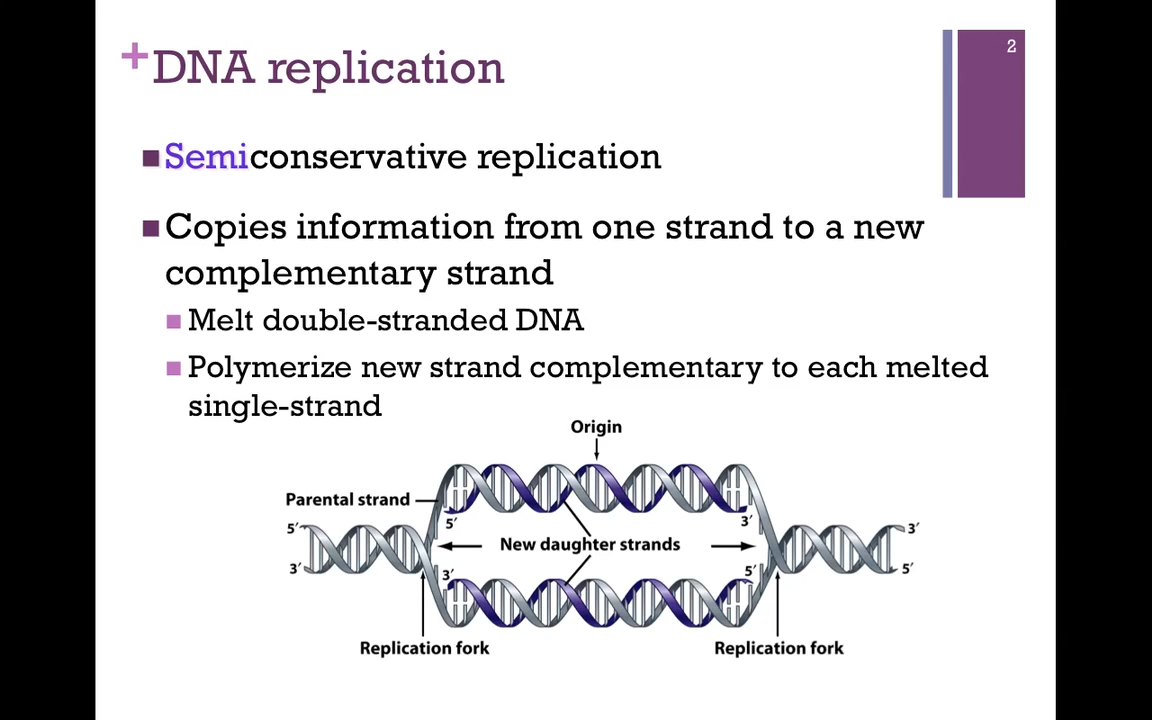 2
+DNA replication
Semiconservative replication
Copies information from one strand to a new
complementary strand
Melt double-stranded DNA
Polymerize new strand complementary to each melted
single-strand
Origin
Parental strand
5′ 3′
5′ 3′
New daughter strands
3′ 5′
3′ 5′
Replication fork Replication fork